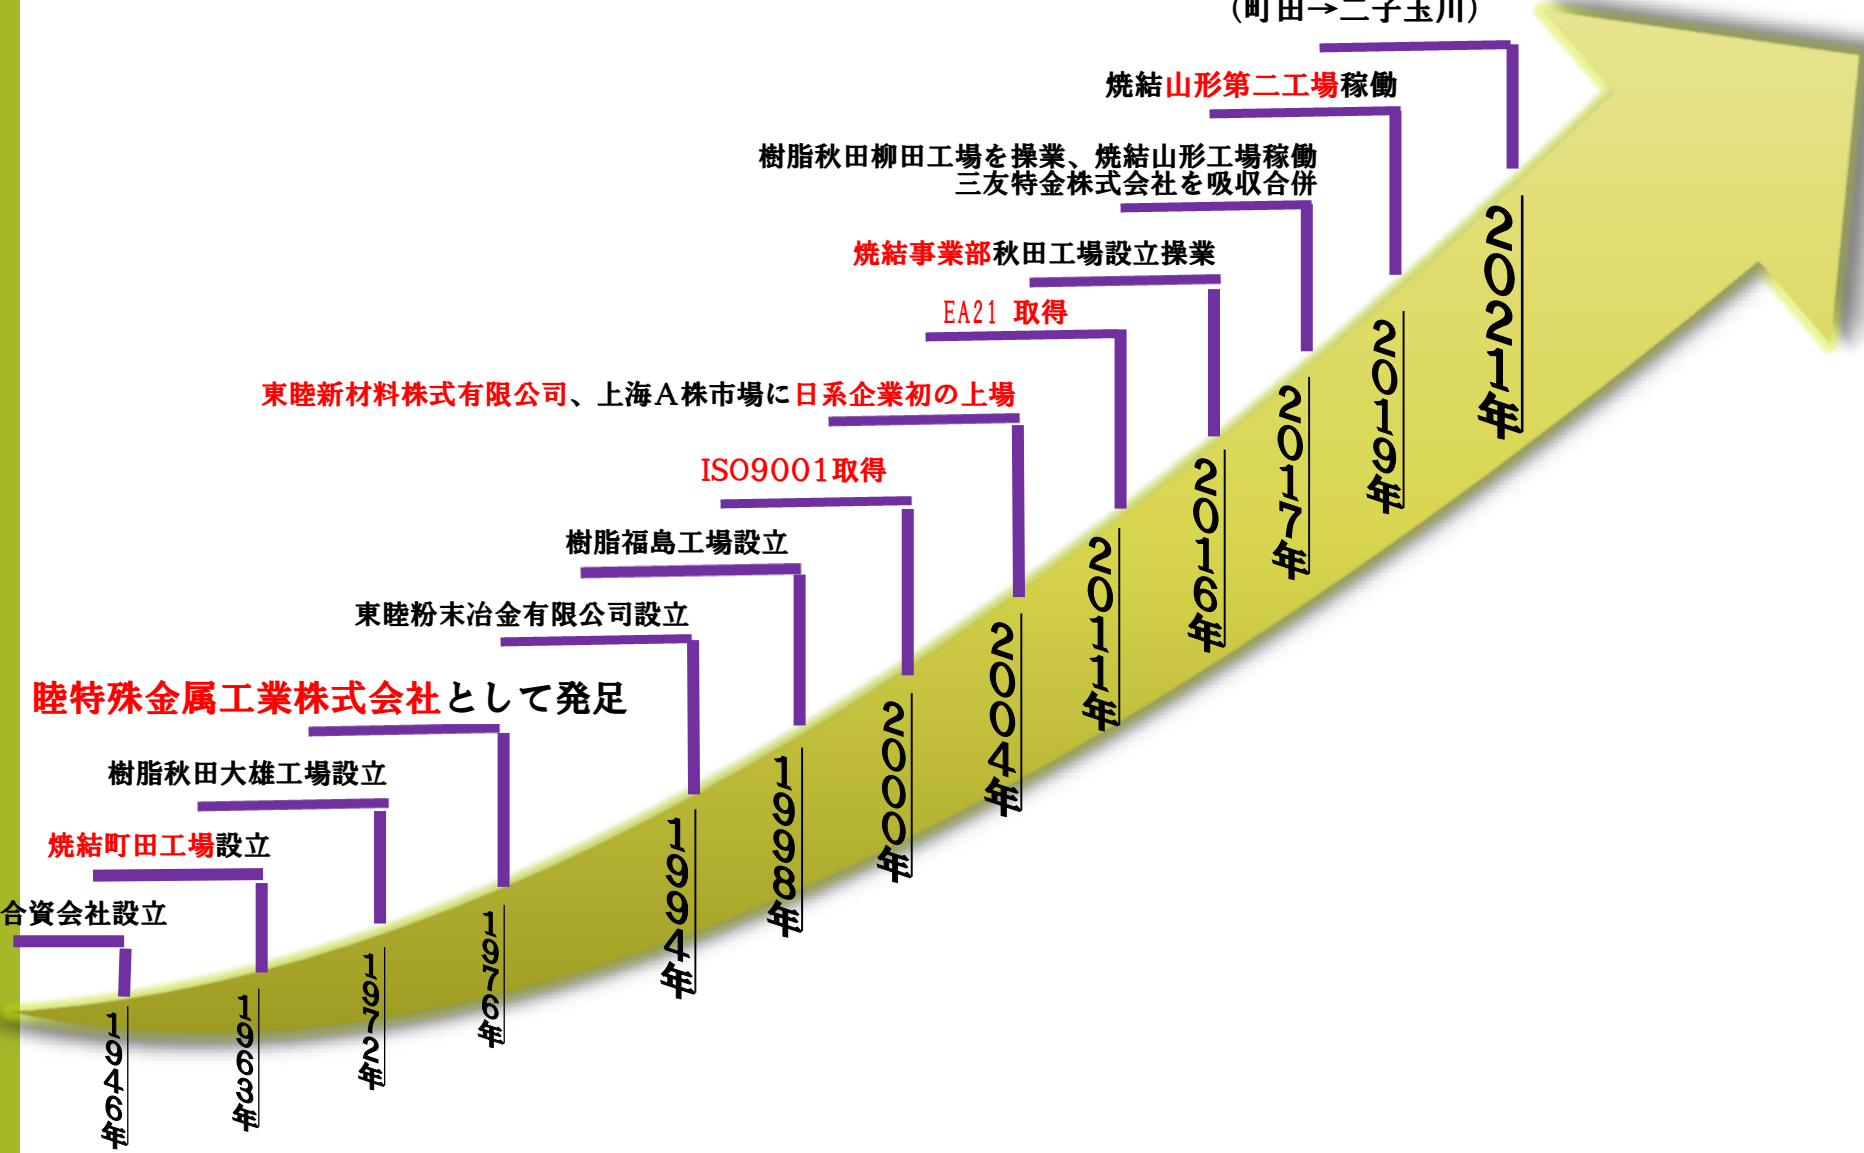 (町田→二子玉川)
焼結山形第二工場稼働
樹脂秋田柳田工場を操業、焼結山形工場稼働
三友特金株式会社を吸収合併
焼結事業部秋田工場設立操業
EA21 取得
東睦新材料株式有限公司、上海A株市場に日系企業初の上場
ISO9001取得
樹脂福島工場設立
東睦粉末冶金有限公司設立
睦特殊金属工業株式会社として発足
樹脂秋田大雄工場設立
焼結町田工場設立
合資会社設立
1946年
1963年
1972年
1976年
1994年
1998年
2000年
2004年
2011年
2016年
2017年
2019年
2021年